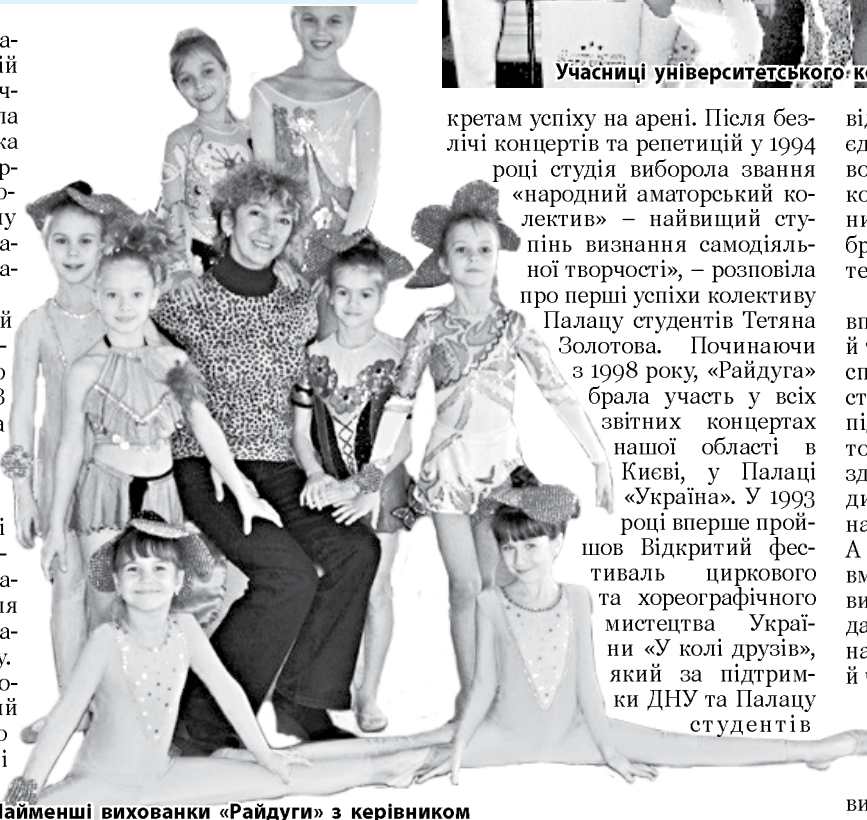 Учасниці університетського
кретам успіху на арені. Після без-
лічі концертів та репетицій у 1994
році студія виборола звання
«народний аматорський ко-
лектив» – найвищий сту-
пінь визнання самодіяль-
ної творчості», – розповіла
про перші успіхи колективу
Палацу студентів Тетяна
Золотова. Починаючи
з 1998 року, «Райдуга»
брала участь у всіх
звітних концертах
нашої області в
Києві, у Палаці
«Україна». У 1993
році вперше прой-
шов Відкритий фес-
тиваль циркового
та хореографічного
мистецтва Украї-
ни «У колі друзів»,
який за підтрим-
ки ДНУ та Палацу
студентів
Найменші вихованки «Райдуги» з керівником